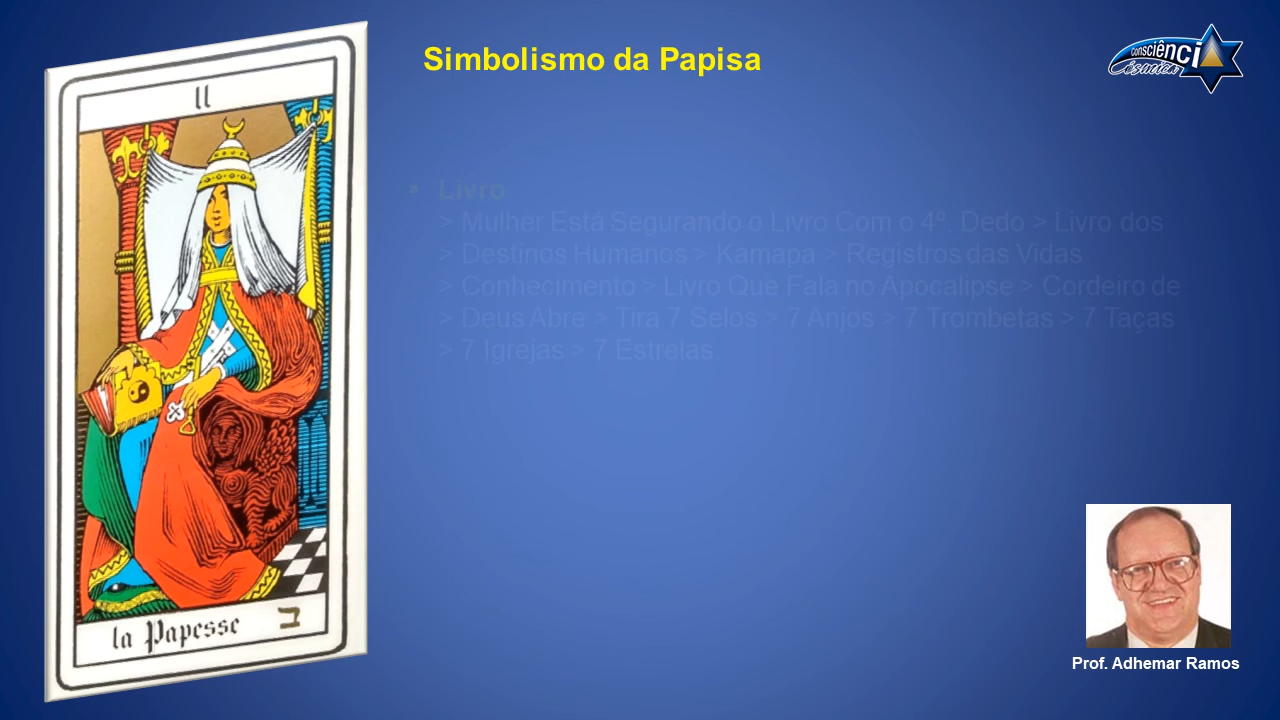 Simbolismo da Papisa
consciência
Cósmica
II
• Livro
> Mulher Está Segurando o Livro Com o 4º. Dedo > Livro dos
> Destinos Humanos > Kamapa > Registros das Vidas
> Conhecimento > Livro Que Fala no Apocalipse > Cordeiro de
> Deus Abre > Tira 7 Selos > 7 Anjos > 7 Trombetas > 7 Taças
> 7 Igrejas > 7 Estrelas.
la Papesse ב
Prof. Adhemar Ramos